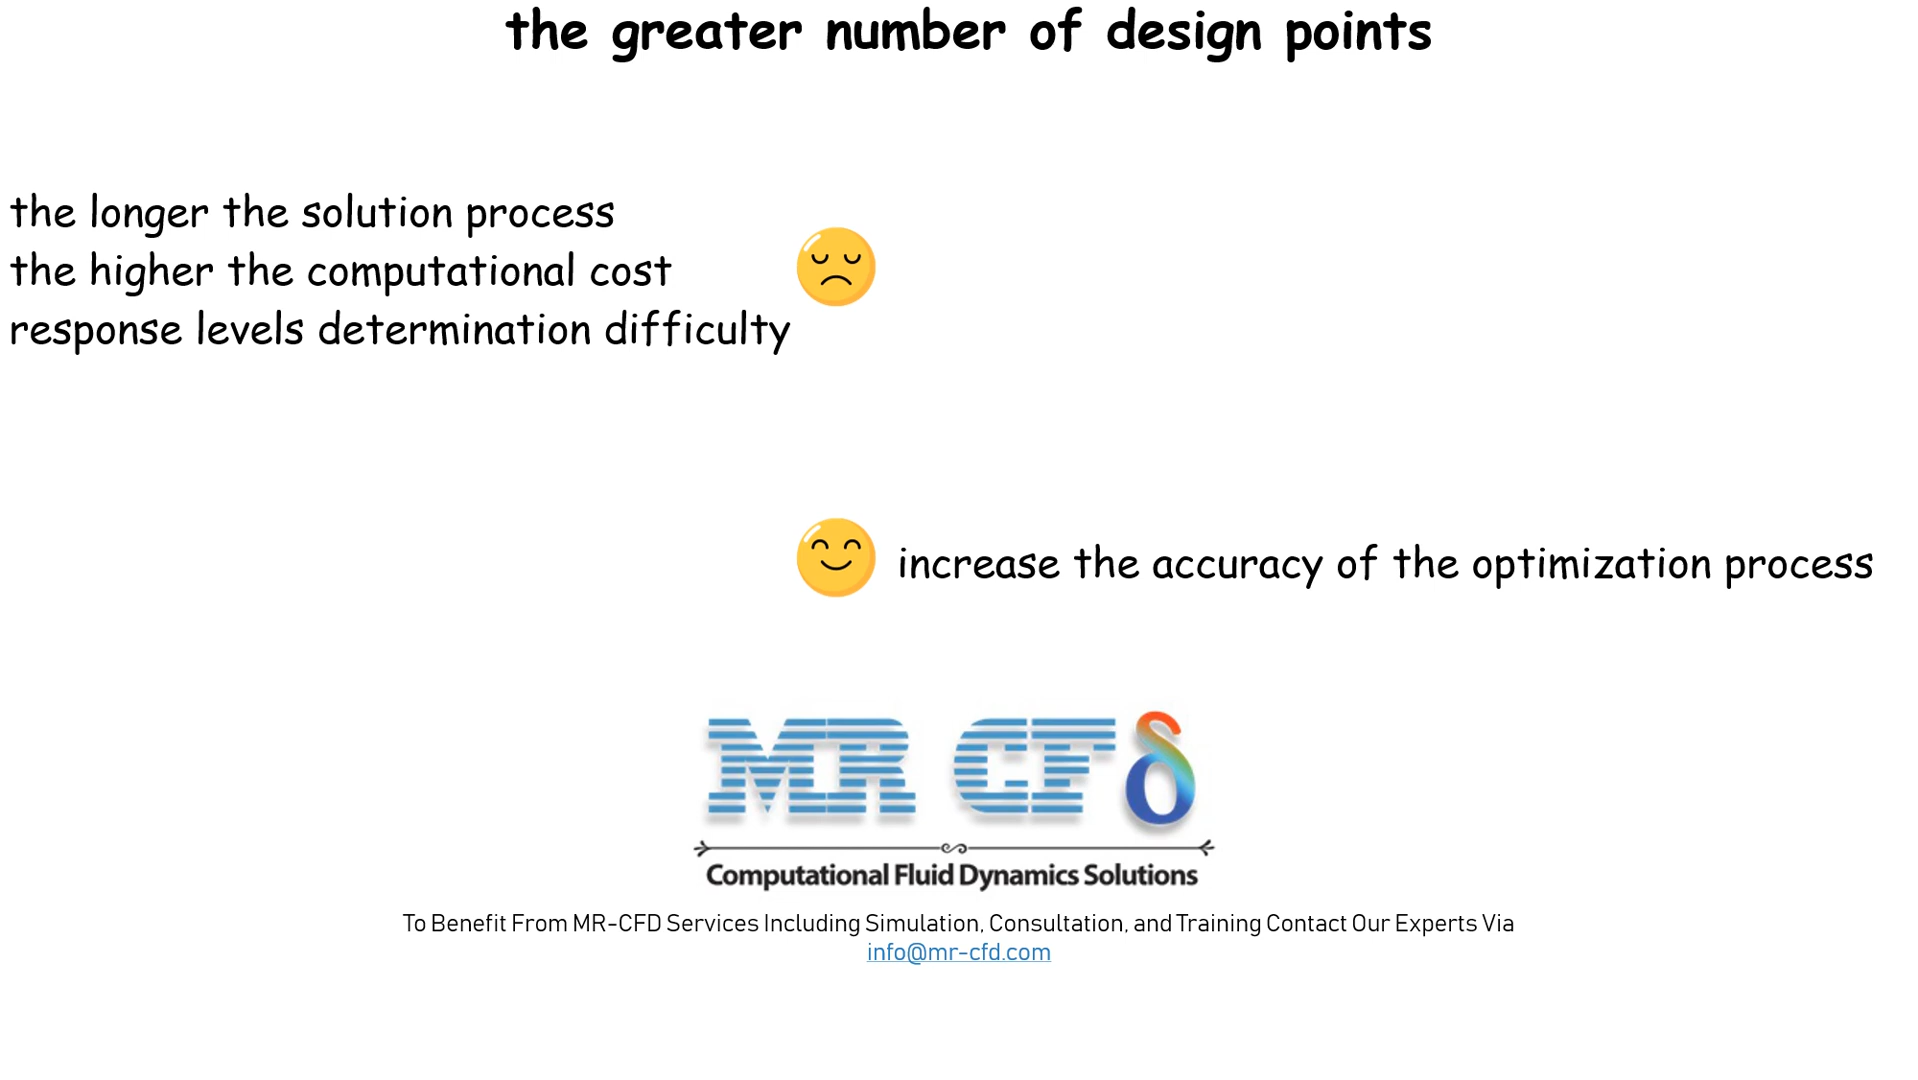 the greater number of design points
the longer the solution process
the higher the computational cost
response levels determination difficulty
increase the accuracy of the optimization process
MR CFδ
Computational Fluid Dynamics Solutions
To Benefit From MR-CFD Services Including Simulation, Consultation, and Training Contact Our Experts Via
info@mr-cfd.com